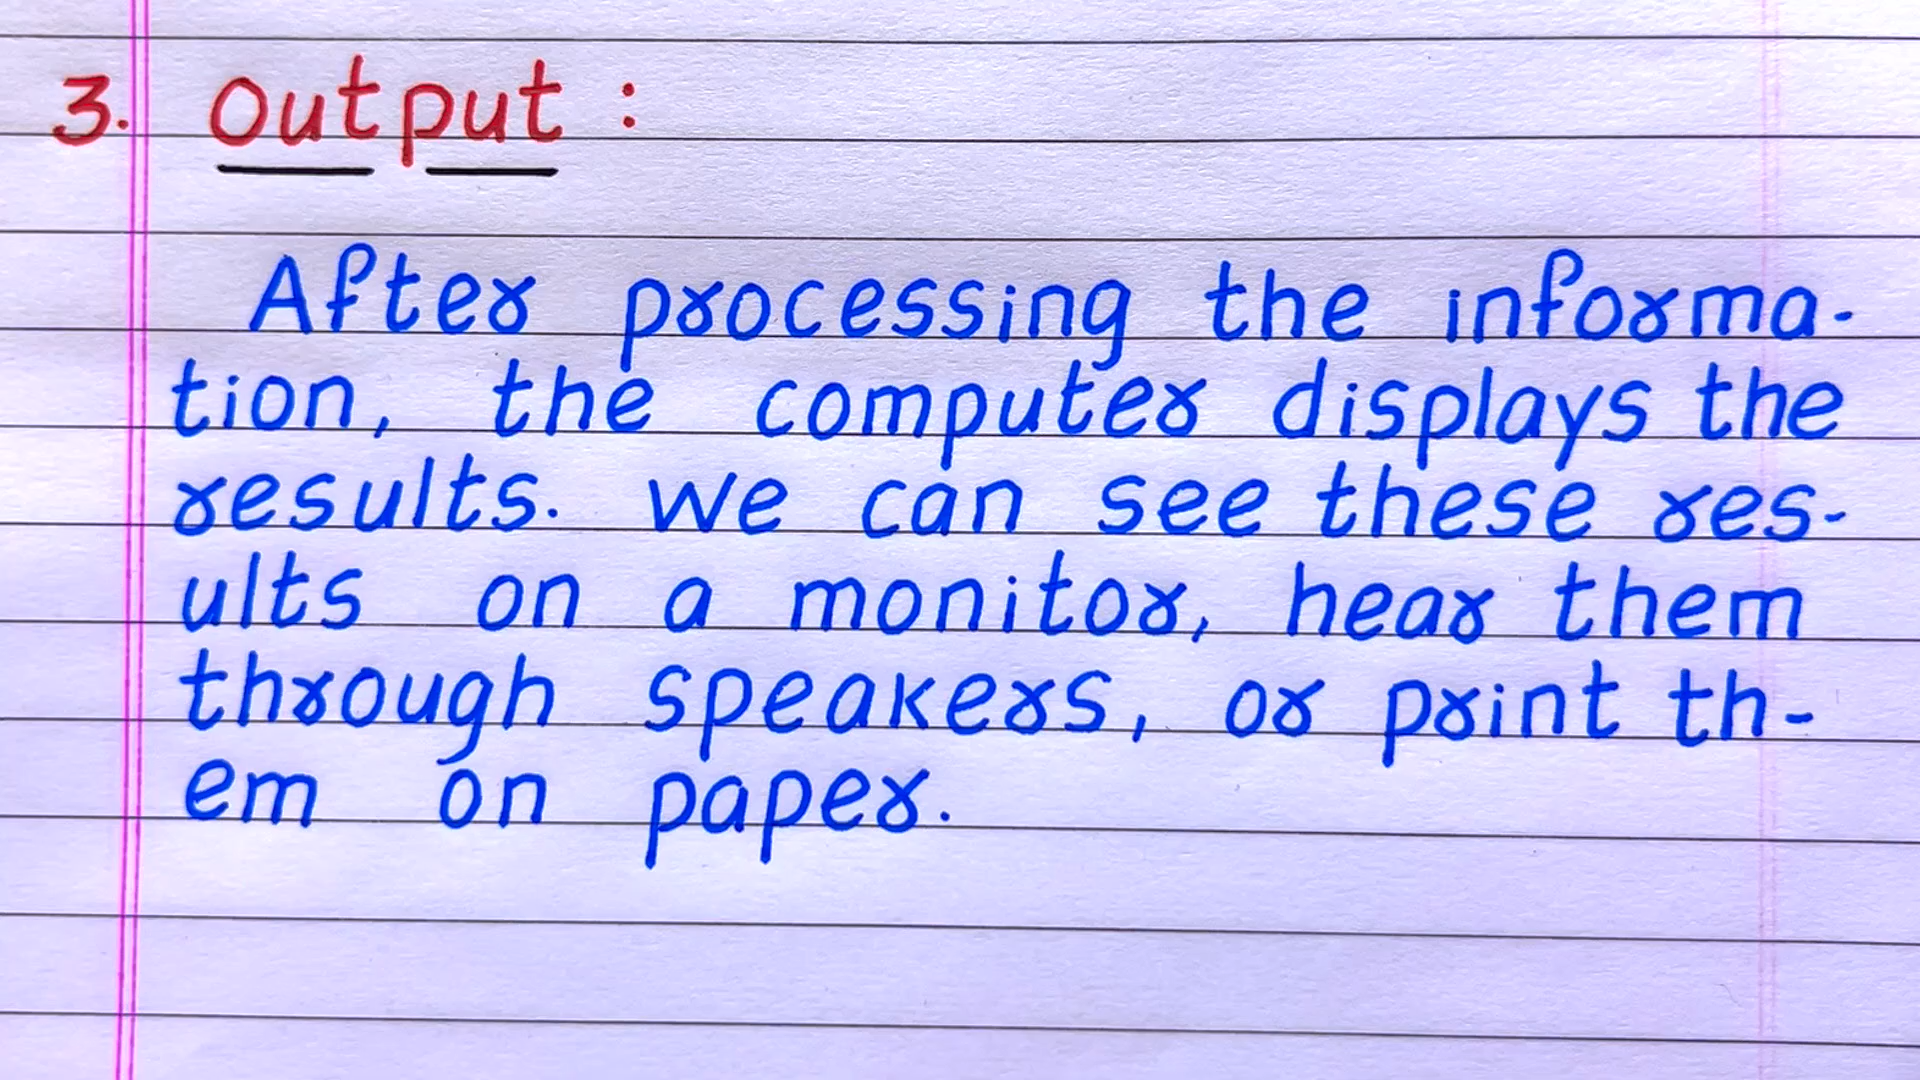 3. Output :
After processing the informa-
tion, the computer displays the
results. We can see these res-
ults on a monitor, hear them
through speakers, or print th-
em on paper.